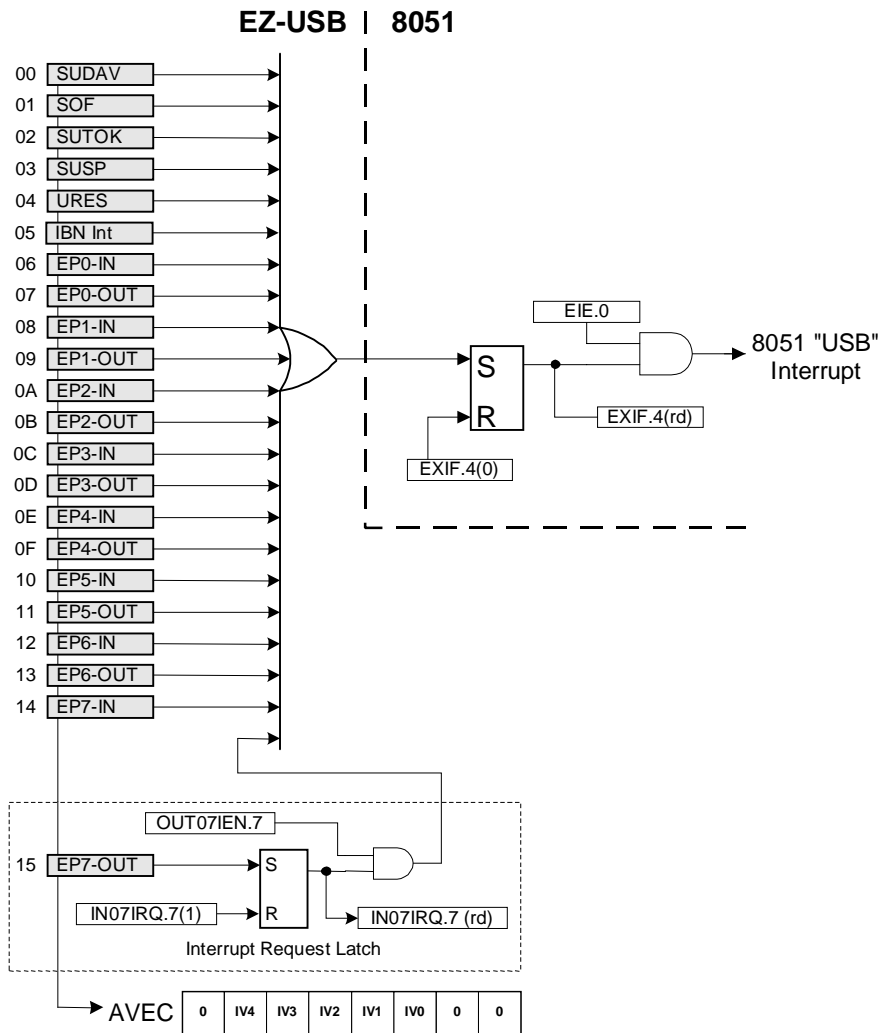 EZ-USB 8051
00 SUDAV
01 SOF
02 SUTOK
03 SUSP
04 URES
05 IBN Int
06 EP0-IN
07 EP0-OUT
08 EP1-IN
09 EP1-OUT
0A EP2-IN
0B EP2-OUT
0C EP3-IN
0D EP3-OUT
0E EP4-IN
0F EP4-OUT
10 EP5-IN
11 EP5-OUT
12 EP6-IN
13 EP6-OUT
14 EP7-IN
EIE.0
S
R
8051 "USB"
Interrupt
EXIF.4(rd)
EXIF.4(0)
OUT07IEN.7
15 EP7-OUT
S
IN07IRQ.7(1)
R
IN07IRQ.7 (rd)
Interrupt Request Latch
AVEC 0 IV4 IV3 IV2 IV1 IV0 0 0